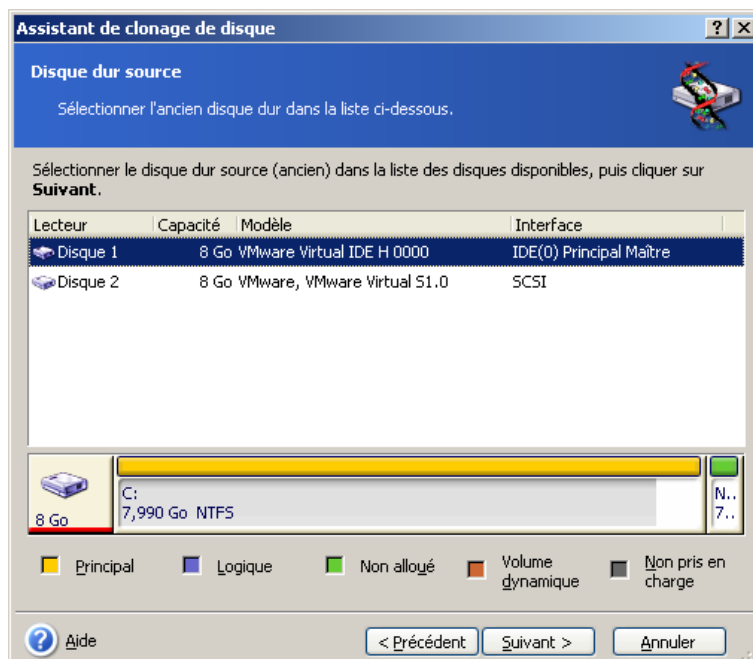 Assistant de clonage de disque
Disque dur source
Sélectionner l'ancien disque dur dans la liste ci-dessous.
Sélectionner le disque dur source (ancien) dans la liste des disques disponibles, puis cliquer sur
Suivant.
Lecteur Capacité Modèle Interface
Disque 1 8 Go VMware Virtual IDE H 0000 IDE(0) Principal Maître
Disque 2 8 Go VMware, VMware Virtual S1.0 SCSI
8 Go
C:
7,990 Go NTFS
N..
7..
Principal
Logique
Non alloué
Volume
dynamique
Non pris en
charge
Aide
< Précédent
Suivant >
Annuler